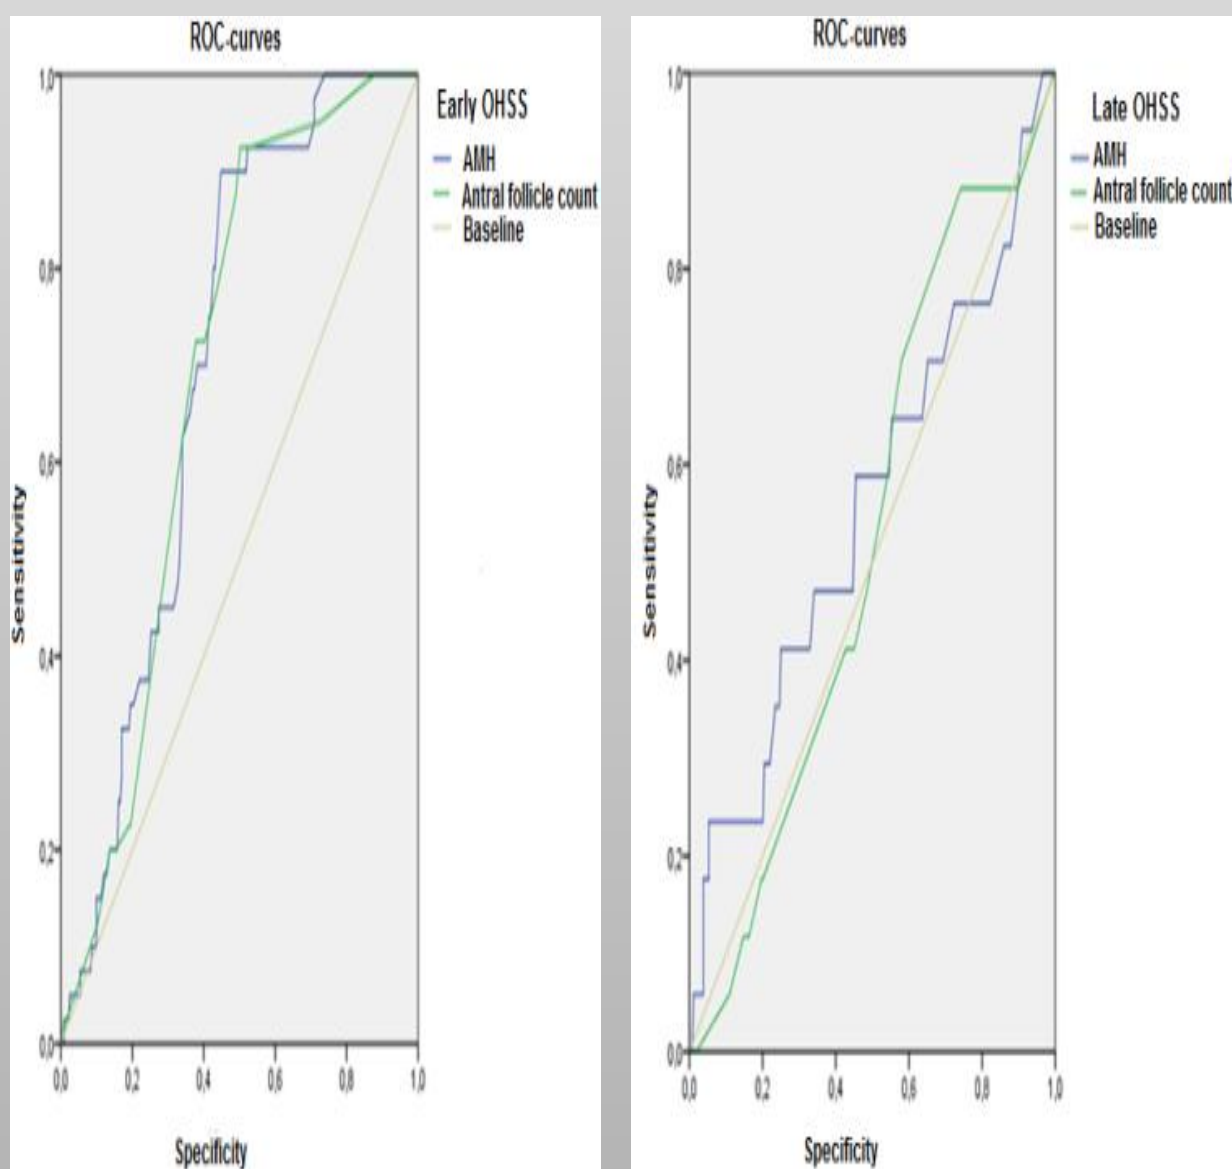 ROC-curves
Early OHSS
AMH
Antral follicle count
Baseline
1,0
0,8
0,6
0,4
0,2
0,0
Sensitivity
0,0 0,2 0,4 0,6 0,8 1,0
Specificity
ROC-curves
Late OHSS
AMH
Antral follicle count
Baseline
1,0
0,8
0,6
0,4
0,2
0,0
Sensitivity
0,0 0,2 0,4 0,6 0,8 1,0
Specificity